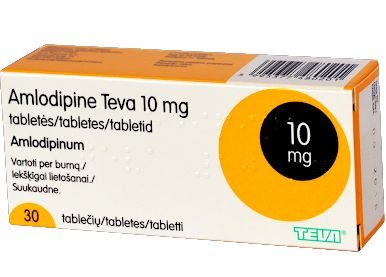 Amlodipine Teva 10 mg
tabletės/tabletes/tabletid
Amlodipinum
Vartoti per burną./
Iekšķīgai lietošanai./
Suukaudne.
30 tablečių/tabletes/tabletti
10
mg
TEVA